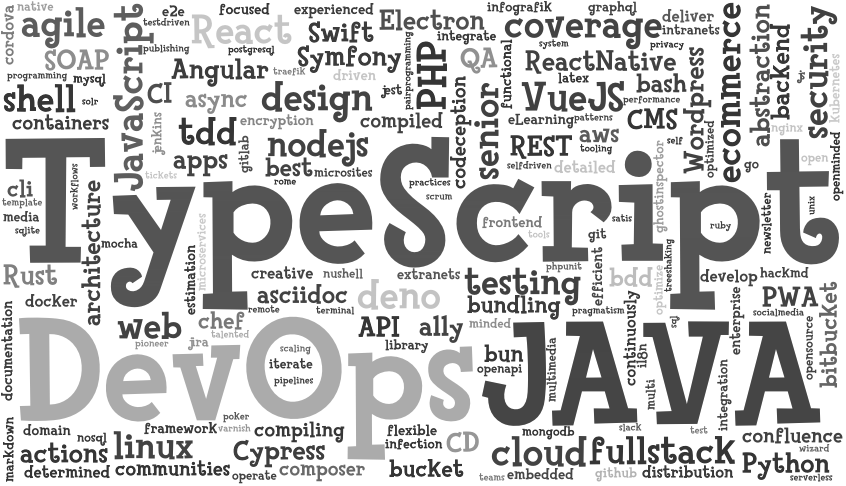 native
cordova
agile
e2e
testdriven
focused
experienced
infografik
graphql
deliver
intranets
ecommerce
security
React
Swift
Electron
integrate
coverage
SOAP
JavaScript
publishing
postgresql
Symfony
pairprogramming
PHP
QA
functional
system
privacy
ReactNative
Wordpress
abstraction
backend
kubernetes
programming
mysql
Angular
traefik
driven
latex
bash
shell
solr
CI
async
design
jest
codeception
senior
VueJS
performance
CMS
containers
jenkins
tdd
encryption
compiled
eLearning
patterns
REST
aws
tooling
self
optimized
nginx
gitlab
nodejs
apps
best
microsites
selfdriven
detailed
ghostinspector
go
open
openminded
tickets
rome
practices
scrum
cli
template
media
sqlite
workflows
architecture
TypeScript
mocha
microservices
estimation
frontend
tools
satis
git
ruby
newsletter
unix
Rust
creative
nushell
extranets
phpunit
efficient
testing
bdd
treeshaking
optimize
develop
hackmd
docker
asciidoc
remote
terminal
deno
bundling
pragmatism
PWA
socialmedia
bitbucket
documentation
web
pioneer
chef
talented
jra
API
ally
library
minded
continuously
i18n
sql
enterprise
opensource
DevOps
scaling
iterate
pipelines
bun
openapi
multimedia
JAVA
multi
integration
domain
nosql
framework
varnish
poker
compiling
flexible
infection
CD
mongodb
slack
test
confluence
wizard
markdown
actions
determined
linux
communities
Cypress
operate
composer
bucket
teams
cloud
embedded
fullstack
github
distribution
Python
serverless